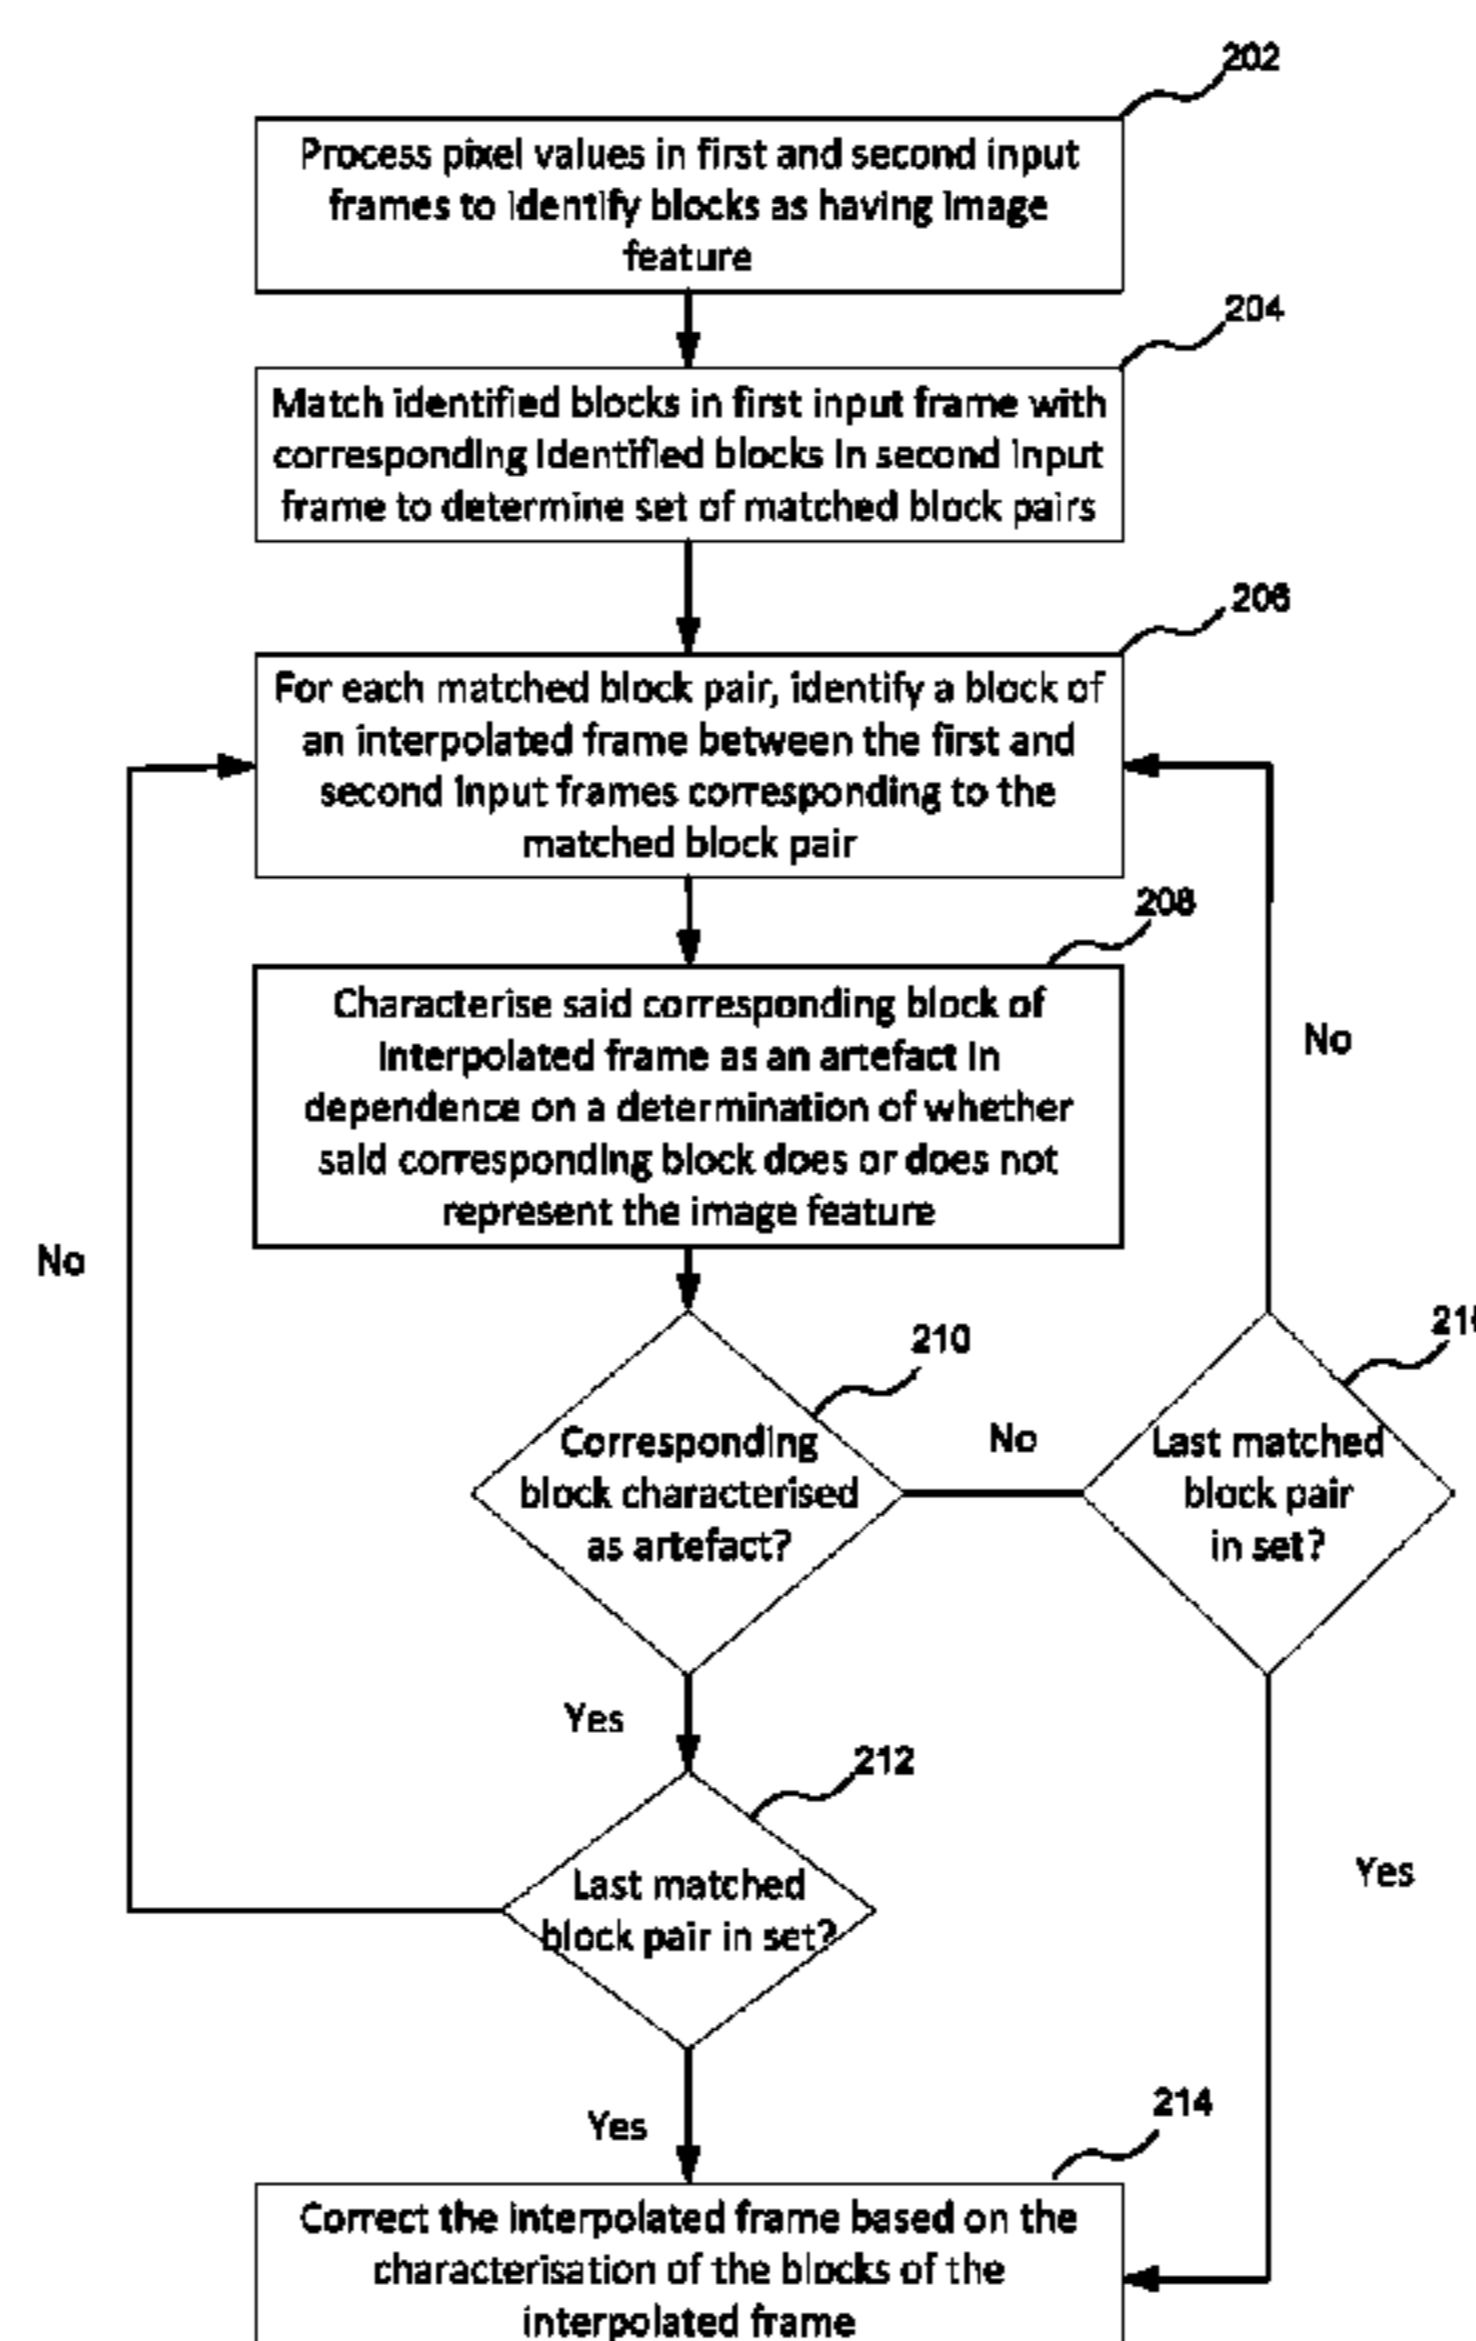 202
Process pixel values in first and second input
frames to identify blocks as having image
feature
204
Match identified blocks in first input frame with
corresponding identified blocks in second input
frame to determine set of matched block pairs
206
For each matched block pair, identify a block of
an interpolated frame between the first and
second input frames corresponding to the
matched block pair
208
Characterise said corresponding block of
interpolated frame as an artefact in
dependence on a determination of whether
said corresponding block does or does not
represent the image feature
No
No
210
Corresponding
block characterised
as artefact?
No
Last matched
block pair
in set?
Yes
212
Last matched
block pair in set?
Yes
Yes
214
Correct the interpolated frame based on the
characterisation of the blocks of the
interpolated frame